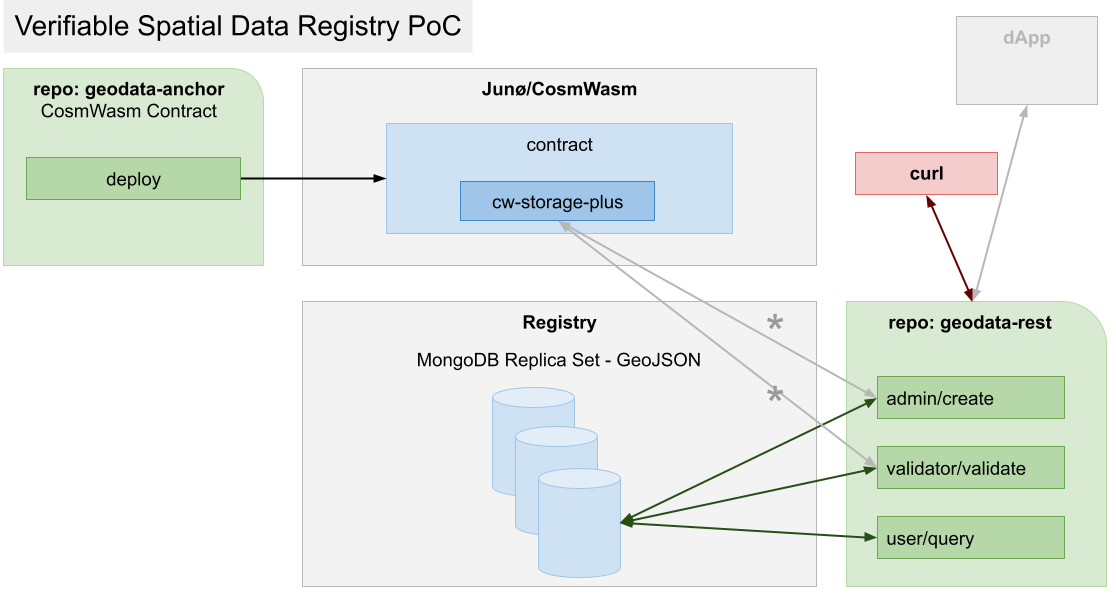 Verifiable Spatial Data Registry PoC
dApp
repo: geodata-anchor
CosmWasm Contract
deploy
Junø/CosmWasm
contract
cw-storage-plus
curl
Registry
MongoDB Replica Set - GeoJSON
*
*
repo: geodata-rest
admin/create
validator/validate
user/query